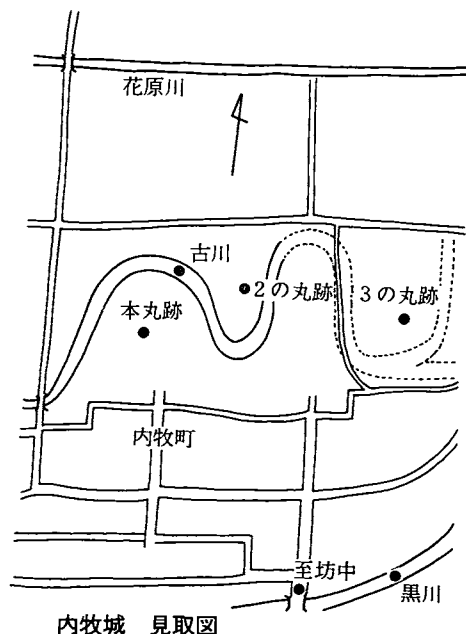 花原川
古川
2の丸跡
3の丸跡
本丸跡
内牧町
至坊中
黒川
内牧城 見取図